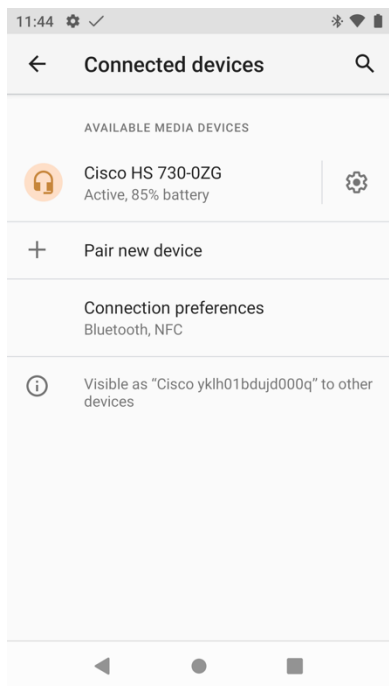 11:44
Connected devices
AVAILABLE MEDIA DEVICES
Cisco HS 730-0ZG
Active, 85% battery
Pair new device
Connection preferences
Bluetooth, NFC
Visible as “Cisco yklh01bdujd000q” to other
devices